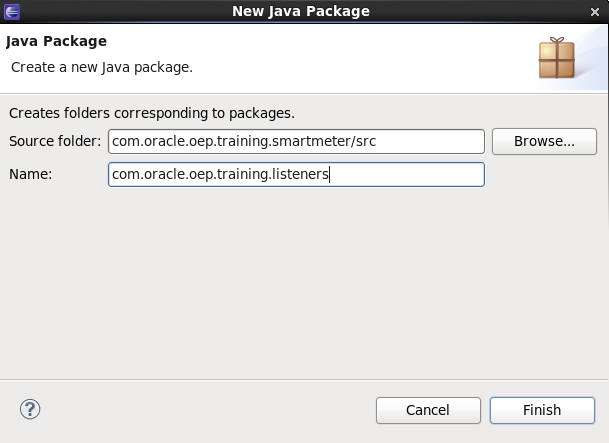 New Java Package
Java Package
Create a new Java package.
Creates folders corresponding to packages.
Source folder: com.oracle.oep.training.smartmeter/src Browse...
Name: com.oracle.oep.training.listeners
? Cancel Finish